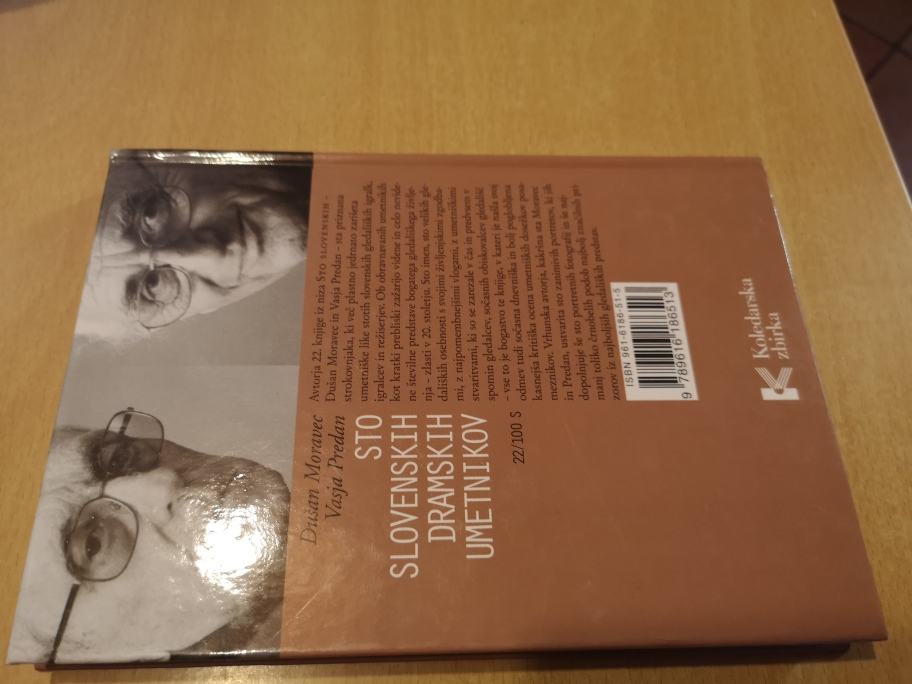 Dušan Moravec
Vasja Predan
STO
SLOVENSKIH
DRAMSKIH
UMETNIKOV
22/100 S
Avtorja 22. knjige iz niza STO SLOVENSKIH –
Dušan Moravec in Vasja Predan – sta priznana
strokovnjaka, ki več plastno jedrnato zarišeta
umetniške like stotih slovenskih gledaliških igralk,
igralcev in režiserjev. Ob obravnavanih umetnikih
kot kratki prebliski zažarijo videne in celo nevide-
ne številne predstave bogatega gledališkega življe-
nja – zlasti v 20. stoletju. Sto imen, sto velikih gle-
daliških osebnosti s svojimi življenjskimi zgodba-
mi, z najpomembnejšimi vlogami, z umetniškimi
stvaritvami, ki so se zarezale v čas in predvsem v
spomin gledalcev, sočasnih obiskovalcev gledališč
– vse to je bogastvo te knjige, v kateri je našla svoj
odmev tudi sočasna dnevniška in bolj poglobljena
kasnejša kritiška ocena umetniških dosežkov posa-
meznikov. Vrhunska avtorja, kakršna sta Moravec
in Predan, ustvarita sto zanimivih portretov, ki jih
dopolnjuje še sto portretnih fotografij in še naj-
manj toliko črnobelih podob najbolj značilnih pri-
zorov iz najboljših gledaliških predstav.
ISBN 961-6186-51-5
9 789616 186513
Koledarska
zbirka